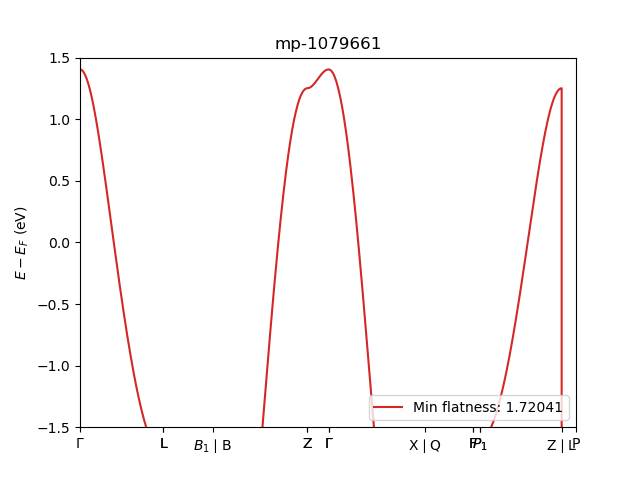 mp-1079661
E − E_F (eV)
1.5
1.0
0.5
0.0
−0.5
−1.0
−1.5
Min flatness: 1.72041
Γ L B₁ | B Z Γ X | Q P₁ Z | L P